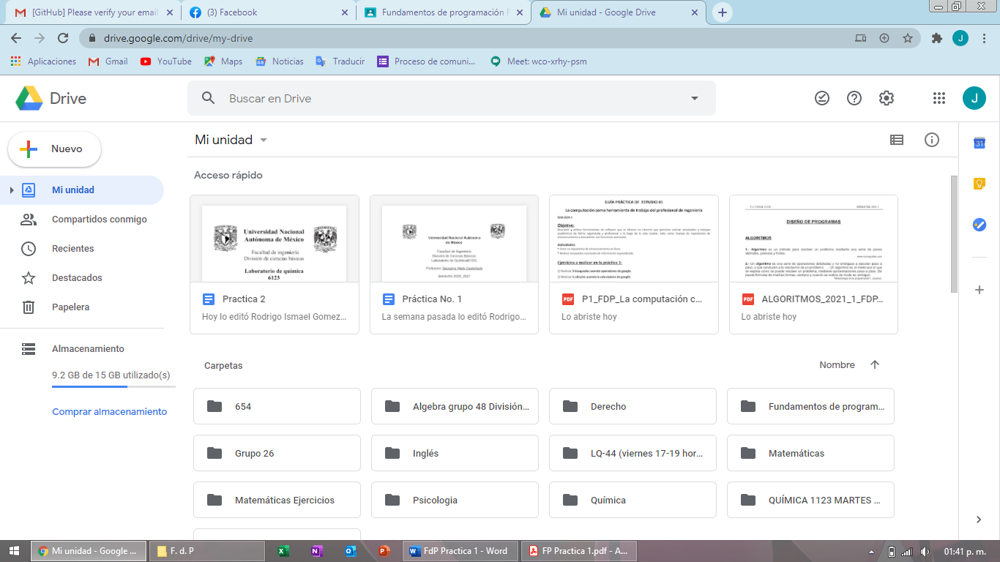 [GitHub] Please verify your email
(3) Facebook
Fundamentos de programación F
Mi unidad - Google Drive
drive.google.com/drive/my-drive
J
Aplicaciones
Gmail
YouTube
Maps
Noticias
Traducir
Proceso de comuni...
Meet: wco-xrhy-psm
Drive
Buscar en Drive
J
Nuevo
Mi unidad
Compartidos conmigo
Recientes
Destacados
Papelera
Almacenamiento
9.2 GB de 15 GB utilizado(s)
Comprar almacenamiento
Mi unidad
31
Acceso rápido
Universidad Nacional
Autónoma de México
Facultad de ingeniería
División de ciencias básicas
Laboratorio de química
6123
Practica 2
Hoy lo editó Rodrigo Ismael Gomez...
Universidad Nacional Autónoma
de México
Facultad de Ingeniería
División de Ciencias Básicas
Semestre 2020_2021
Práctica No. 1
La semana pasada lo editó Rodrigo...
GUÍA PRÁCTICA DE ESTUDIO 01
La computación como herramienta de trabajo del profesional de ingeniería
Objetivo:
Actividades:
Ejercicios a realizar en la práctica 1:
PDF
P1_FDP_La computación c...
Lo abriste hoy
DISEÑO DE PROGRAMAS
ALGORITMOS
PDF
ALGORITMOS_2021_1_FDP...
Lo abriste hoy
Carpetas
Nombre
654
Algebra grupo 48 División...
Derecho
Fundamentos de program...
Grupo 26
Inglés
LQ-44 (viernes 17-19 hor...
Matemáticas
Matemáticas Ejercicios
Psicologia
Química
QUÍMICA 1123 MARTES ...
Mi unidad - Google ...
F. d. P
FdP Practica 1 - Word
FP Practica 1.pdf - A...
01:41 p. m.